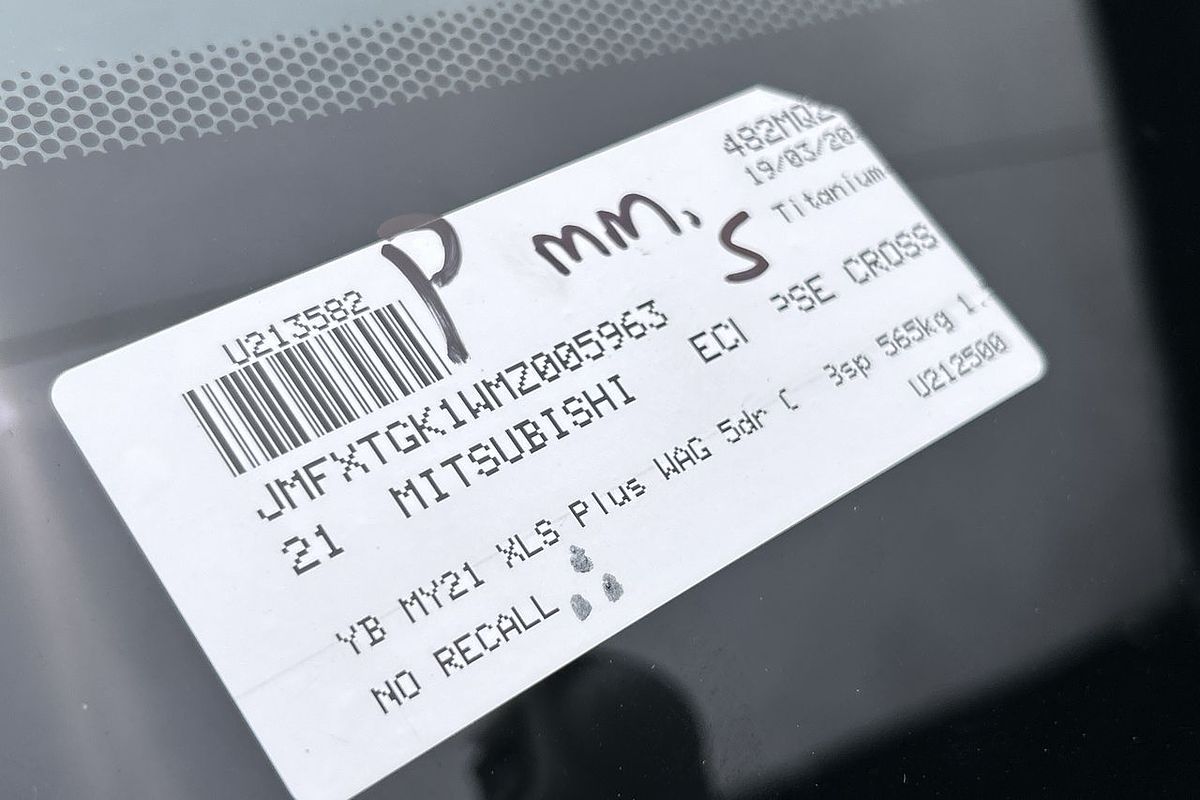 482MQ2
19/03/20
Titanium
P mm. S
U213582
JMFXTGK1WMZ005963
21 MITSUBISHI ECI PSE CROSS
YB MY21 XLS Plus WAG 5dr C 3sp 565kg 1.
NO RECALL U212500